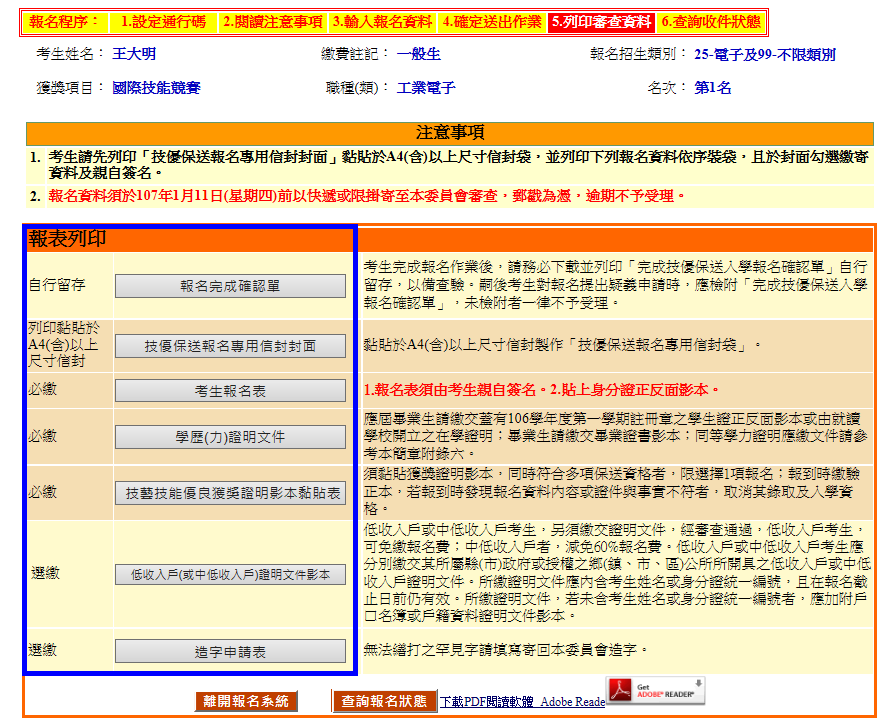 報名程序： 1.設定通行碼 2.閱讀注意事項 3.輸入報名資料 4.確定送出作業 5.列印審查資料 6.查詢收件狀態
考生姓名： 王大明 繳費註記： 一般生 報名招生類別： 25-電子及99-不限類別
獲獎項目： 國際技能競賽 職種(類)： 工業電子 名次： 第1名
注意事項
1. 考生請先列印「技優保送報名專用信封封面」黏貼於A4(含)以上尺寸信封袋，並列印下列報名資料依序裝袋，且於封面勾選繳寄
資料及親自簽名。
2. 報名資料須於107年1月11日(星期四)前以快遞或限掛寄至本委員會審查，郵戳為憑，逾期不予受理。
報表列印
自行留存 報名完成確認單
考生完成報名作業後，請務必下載並列印「完成技優保送入學報名確認單」自行
留存，以備查驗。嗣後考生對報名提出疑義申請時，應檢附「完成技優保送入學
報名確認單」，未檢附者一律不予受理。
列印黏貼於
A4(含)以上
尺寸信封
技優保送報名專用信封封面
黏貼於A4(含)以上尺寸信封製作「技優保送報名專用信封袋」。
必繳 考生報名表 1.報名表須由考生親自簽名。2.貼上身分證正反面影本。
必繳 學歷(力)證明文件
應屆畢業生請繳交蓋有106學年度第一學期註冊章之學生證正反面影本或由就讀
學校開立之在學證明；畢業生請繳交畢業證書影本；同等學力證明應繳文件請參
考本簡章附錄六。
必繳 技藝技能優良獲獎證明影本黏貼表
須黏貼獲獎證明影本，同時符合多項保送資格者，限選擇1項報名；報到時繳驗
正本，若報到時發現報名資料內容或證件與事實不符者，取消其錄取及入學資
格。
選繳 低收入戶(或中低收入戶)證明文件影本
低收入戶或中低收入戶考生，另須繳交證明文件，經審查通過，低收入戶考生，
可免繳報名費；中低收入戶者，減免60%報名費。低收入戶或中低收入戶考生應
分別繳交其所屬縣(市)政府或授權之鄉(鎮、市、區)公所所開具之低收入戶或中低
收入戶證明文件。所繳證明文件應內含考生姓名或身分證統一編號，且在報名截
止日前仍有效。所繳證明文件，若未含考生姓名或身分證統一編號者，應加附戶
口名簿或戶籍資料證明文件影本。
選繳 造字申請表 無法繕打之罕見字請填寫寄回本委員會造字。
離開報名系統 查詢報名狀態 下載PDF閱讀軟體 Adobe Reade
Get
ADOBE® READER®